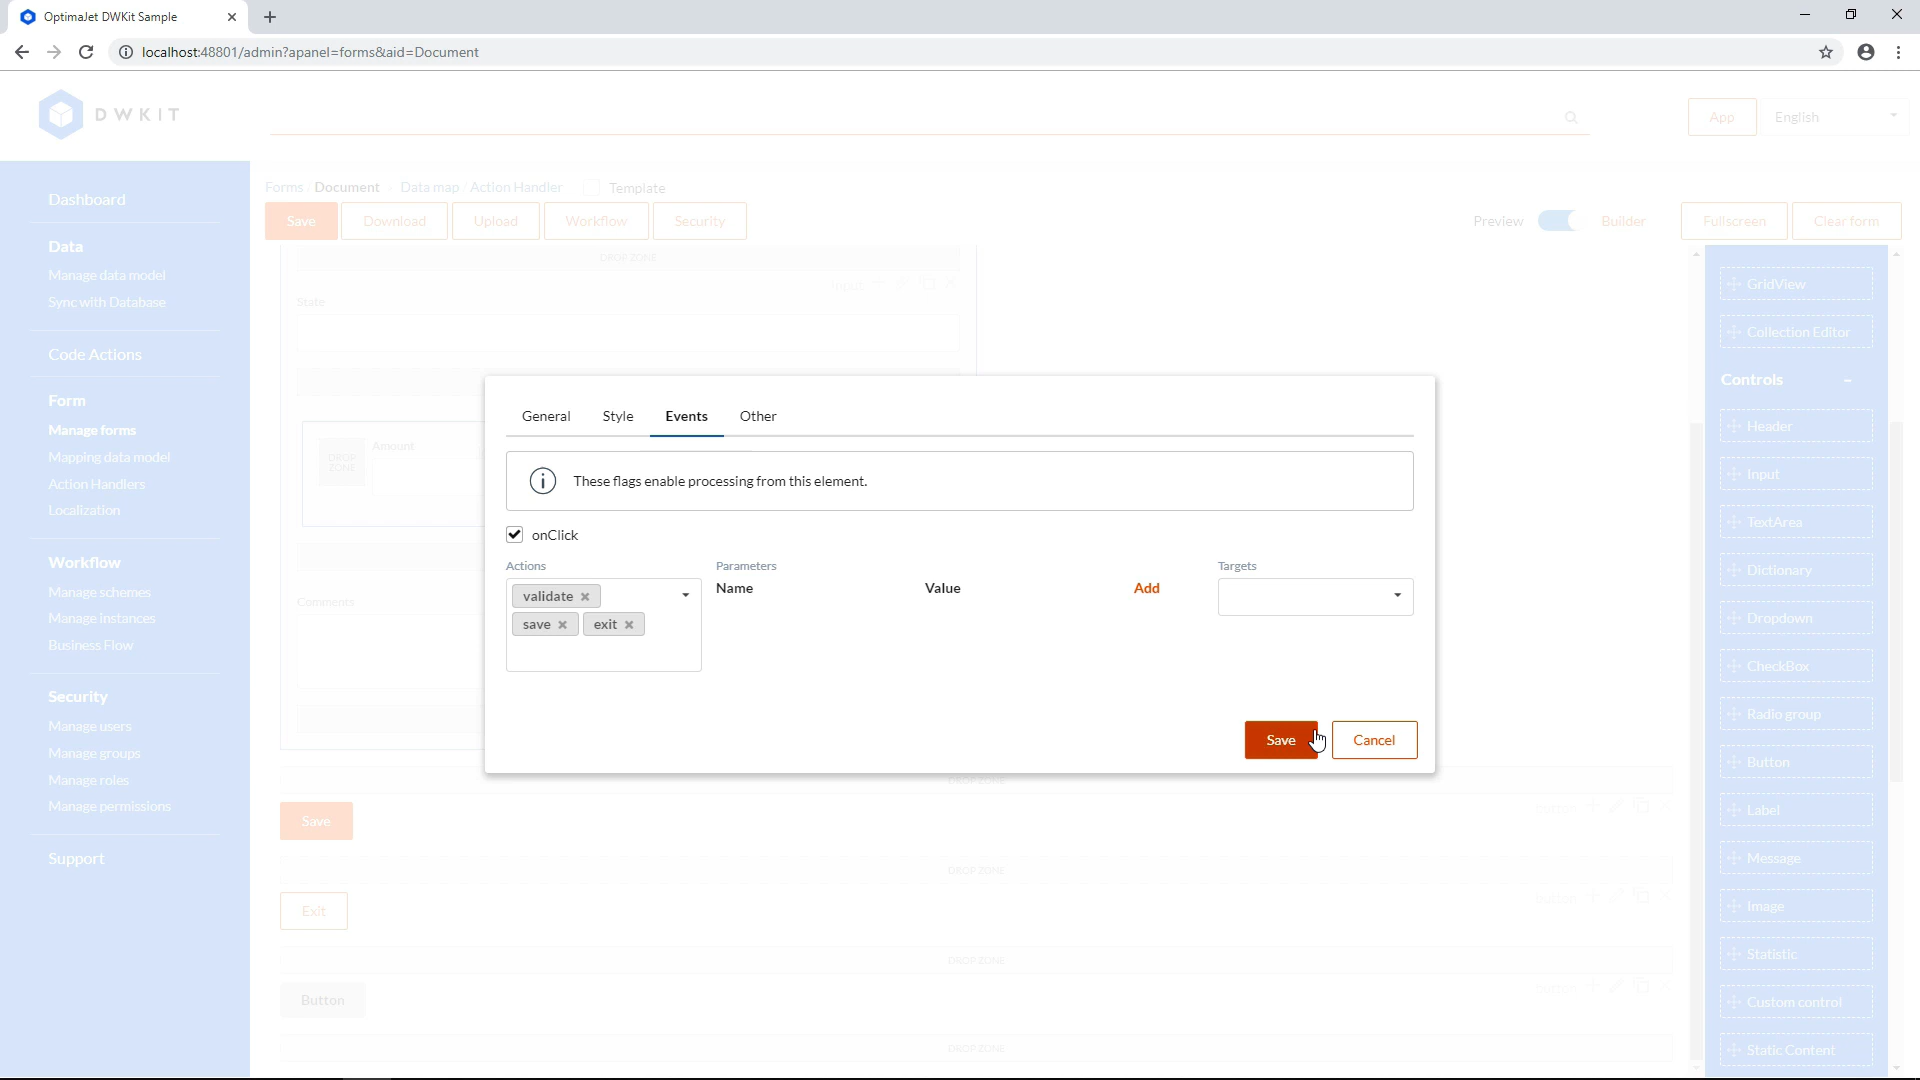 OptimaJet DWKit Sample
localhost:48801/admin?apanel=forms&aid=Document
DWKIT
App
English
Dashboard
Data
Manage data model
Sync with Database
Code Actions
Form
Manage forms
Mapping data model
Action Handlers
Localization
Workflow
Manage schemes
Manage instances
Business Flow
Security
Manage users
Manage groups
Manage roles
Manage permissions
Support
Forms / Document Data map / Action Handler Template
Save Download Upload Workflow Security
Preview Builder Fullscreen Clear form
DROP ZONE
Input
State
DROP
ZONE
Amount
Comments
General Style Events Other
These flags enable processing from this element.
onClick
Actions Parameters Targets
validate
save exit
Name Value Add
Save Cancel
DROP ZONE
button
Save
DROP ZONE
button
Exit
DROP ZONE
button
Button
DROP ZONE
GridView
Collection Editor
Controls
Header
Input
TextArea
Dictionary
Dropdown
CheckBox
Radio group
Button
Label
Message
Image
Statistic
Custom control
Static Content